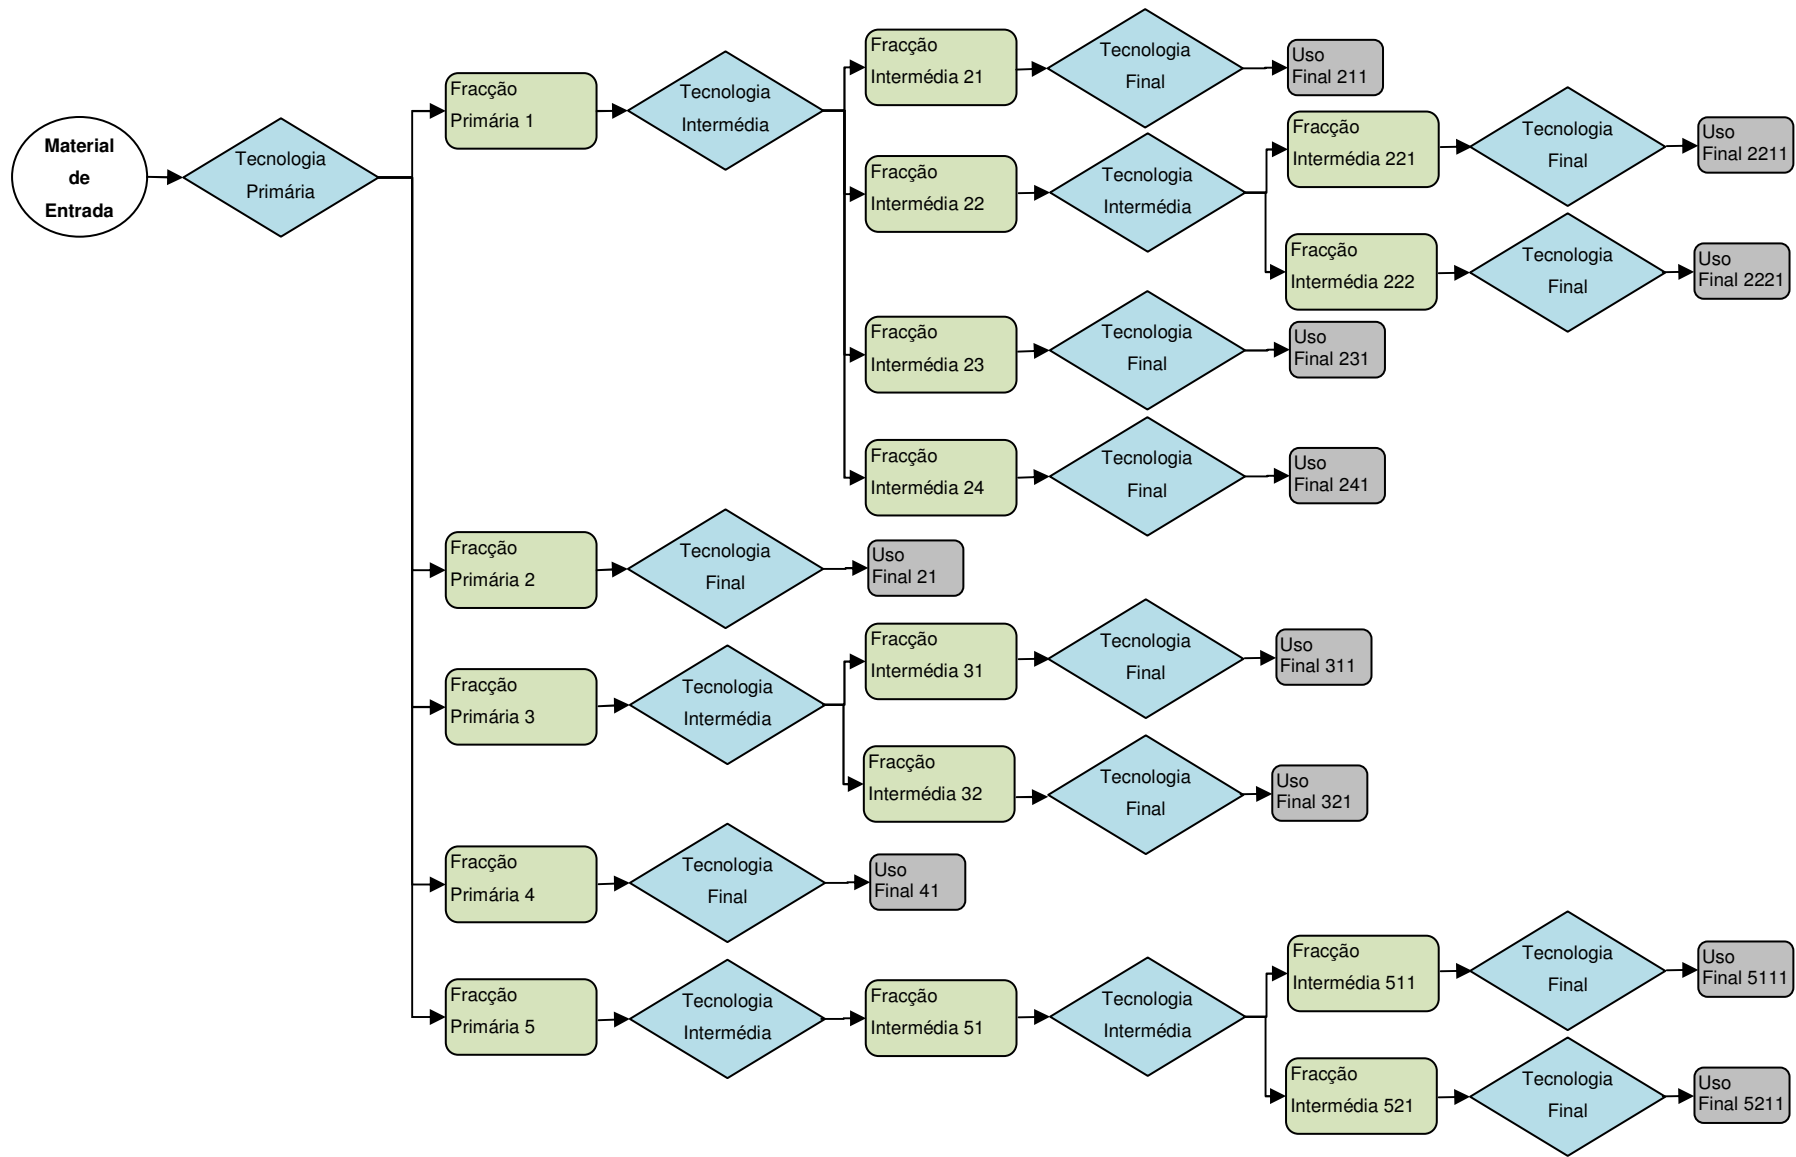 Material
de
Entrada
Tecnologia
Primária
Fracção
Primária 1
Tecnologia
Intermédia
Fracção
Intermédia 21
Tecnologia
Final
Uso
Final 211
Fracção
Intermédia 22
Tecnologia
Intermédia
Fracção
Intermédia 221
Tecnologia
Final
Uso
Final 2211
Fracção
Intermédia 222
Tecnologia
Final
Uso
Final 2221
Fracção
Intermédia 23
Tecnologia
Final
Uso
Final 231
Fracção
Intermédia 24
Tecnologia
Final
Uso
Final 241
Fracção
Primária 2
Tecnologia
Final
Uso
Final 21
Fracção
Primária 3
Tecnologia
Intermédia
Fracção
Intermédia 31
Tecnologia
Final
Uso
Final 311
Fracção
Intermédia 32
Tecnologia
Final
Uso
Final 321
Fracção
Primária 4
Tecnologia
Final
Uso
Final 41
Fracção
Primária 5
Tecnologia
Intermédia
Fracção
Intermédia 51
Tecnologia
Intermédia
Fracção
Intermédia 511
Tecnologia
Final
Uso
Final 5111
Fracção
Intermédia 521
Tecnologia
Final
Uso
Final 5211